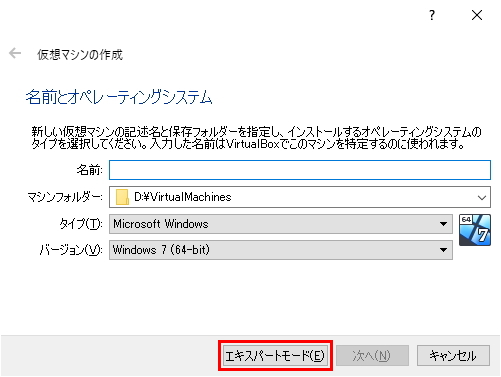 ?
仮想マシンの作成
名前とオペレーティングシステム
新しい仮想マシンの記述名と保存フォルダーを指定し、インストールするオペレーティングシステムの
タイプを選択してください。入力した名前はVirtualBoxでこのマシンを特定するのに使われます。
名前:
マシンフォルダー: D:¥VirtualMachines
タイプ(T): Microsoft Windows
64
7
バージョン(V): Windows 7 (64-bit)
エキスパートモード(E) 次へ(N) キャンセル